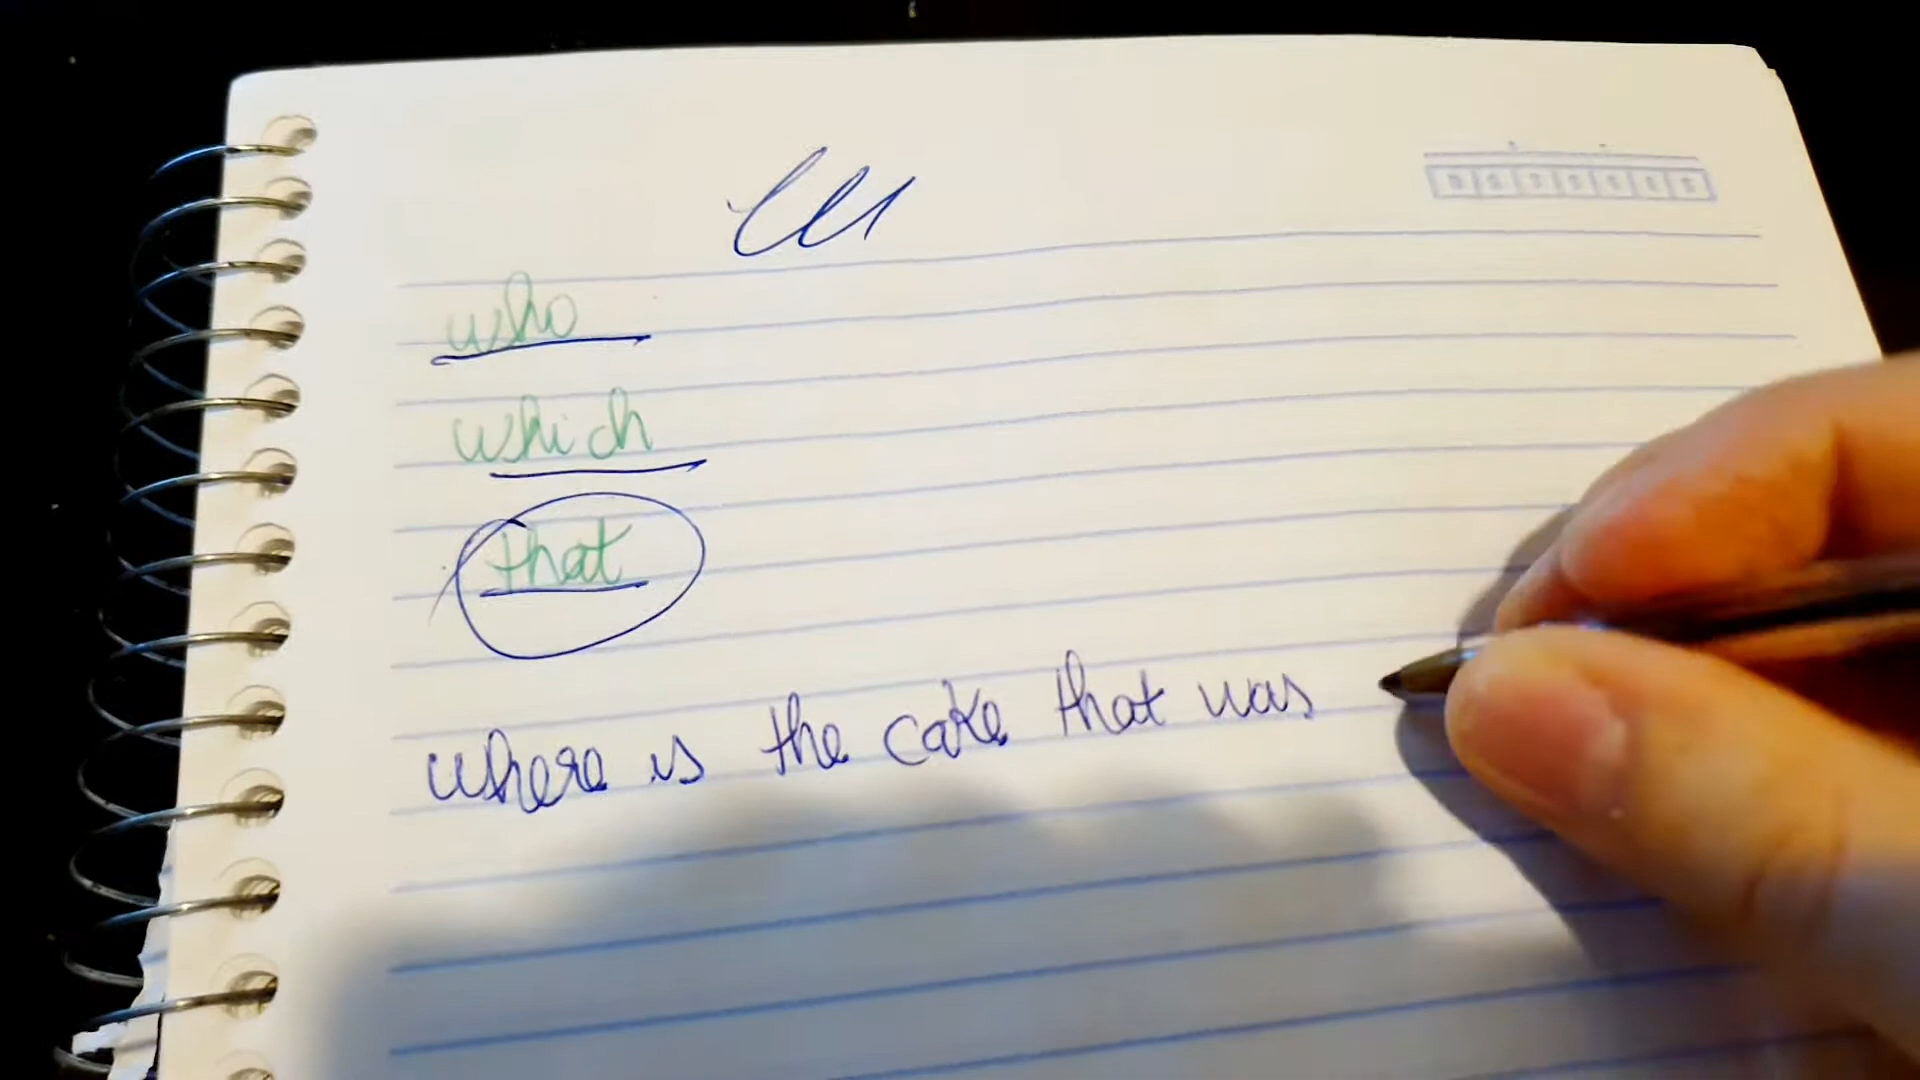 who
which
that
where is the cake that was